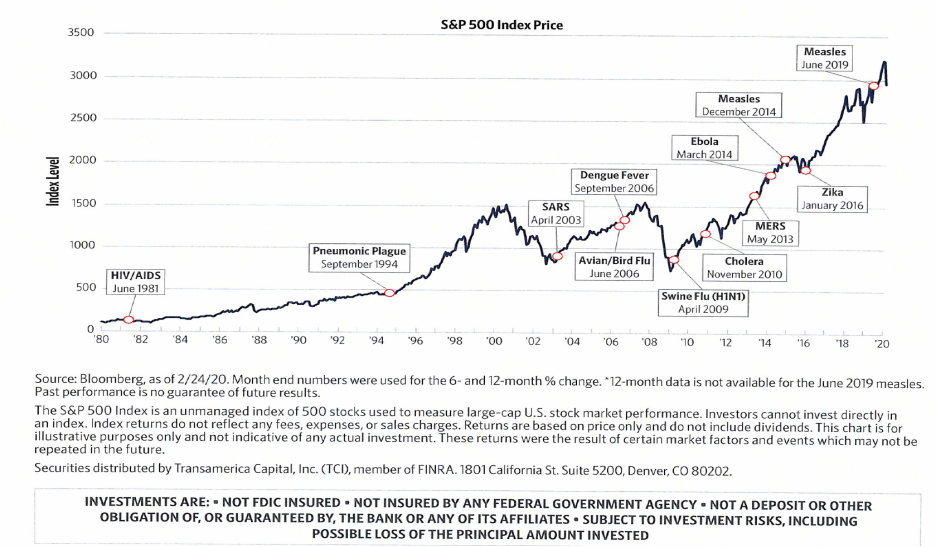 S&P 500 Index Price
Index Level
3500
3000
2500
2000
1500
1000
500
0
Measles
June 2019
Measles
December 2014
Ebola
March 2014
Dengue Fever
September 2006
Zika
January 2016
SARS
April 2003
MERS
May 2013
Pneumonic Plague
September 1994
Avian/Bird Flu
June 2006
Cholera
November 2010
HIV/AIDS
June 1981
Swine Flu (H1N1)
April 2009
'80 '82 '84 '86 '88 '90 '92 '94 '96 '98 '00 '02 '04 '06 '08 '10 '12 '14 '16 '18 '20
Source: Bloomberg, as of 2/24/20. Month end numbers were used for the 6- and 12-month % change. *12-month data is not available for the June 2019 measles.
Past performance is no guarantee of future results.
The S&P 500 Index is an unmanaged index of 500 stocks used to measure large-cap U.S. stock market performance. Investors cannot invest directly in
an index. Index returns do not reflect any fees, expenses, or sales charges. Returns are based on price only and do not include dividends. This chart is for
illustrative purposes only and not indicative of any actual investment. These returns were the result of certain market factors and events which may not be
repeated in the future.
Securities distributed by Transamerica Capital, Inc. (TCI), member of FINRA. 1801 California St. Suite 5200, Denver, CO 80202.
INVESTMENTS ARE: • NOT FDIC INSURED • NOT INSURED BY ANY FEDERAL GOVERNMENT AGENCY • NOT A DEPOSIT OR OTHER
OBLIGATION OF, OR GUARANTEED BY, THE BANK OR ANY OF ITS AFFILIATES • SUBJECT TO INVESTMENT RISKS, INCLUDING
POSSIBLE LOSS OF THE PRINCIPAL AMOUNT INVESTED